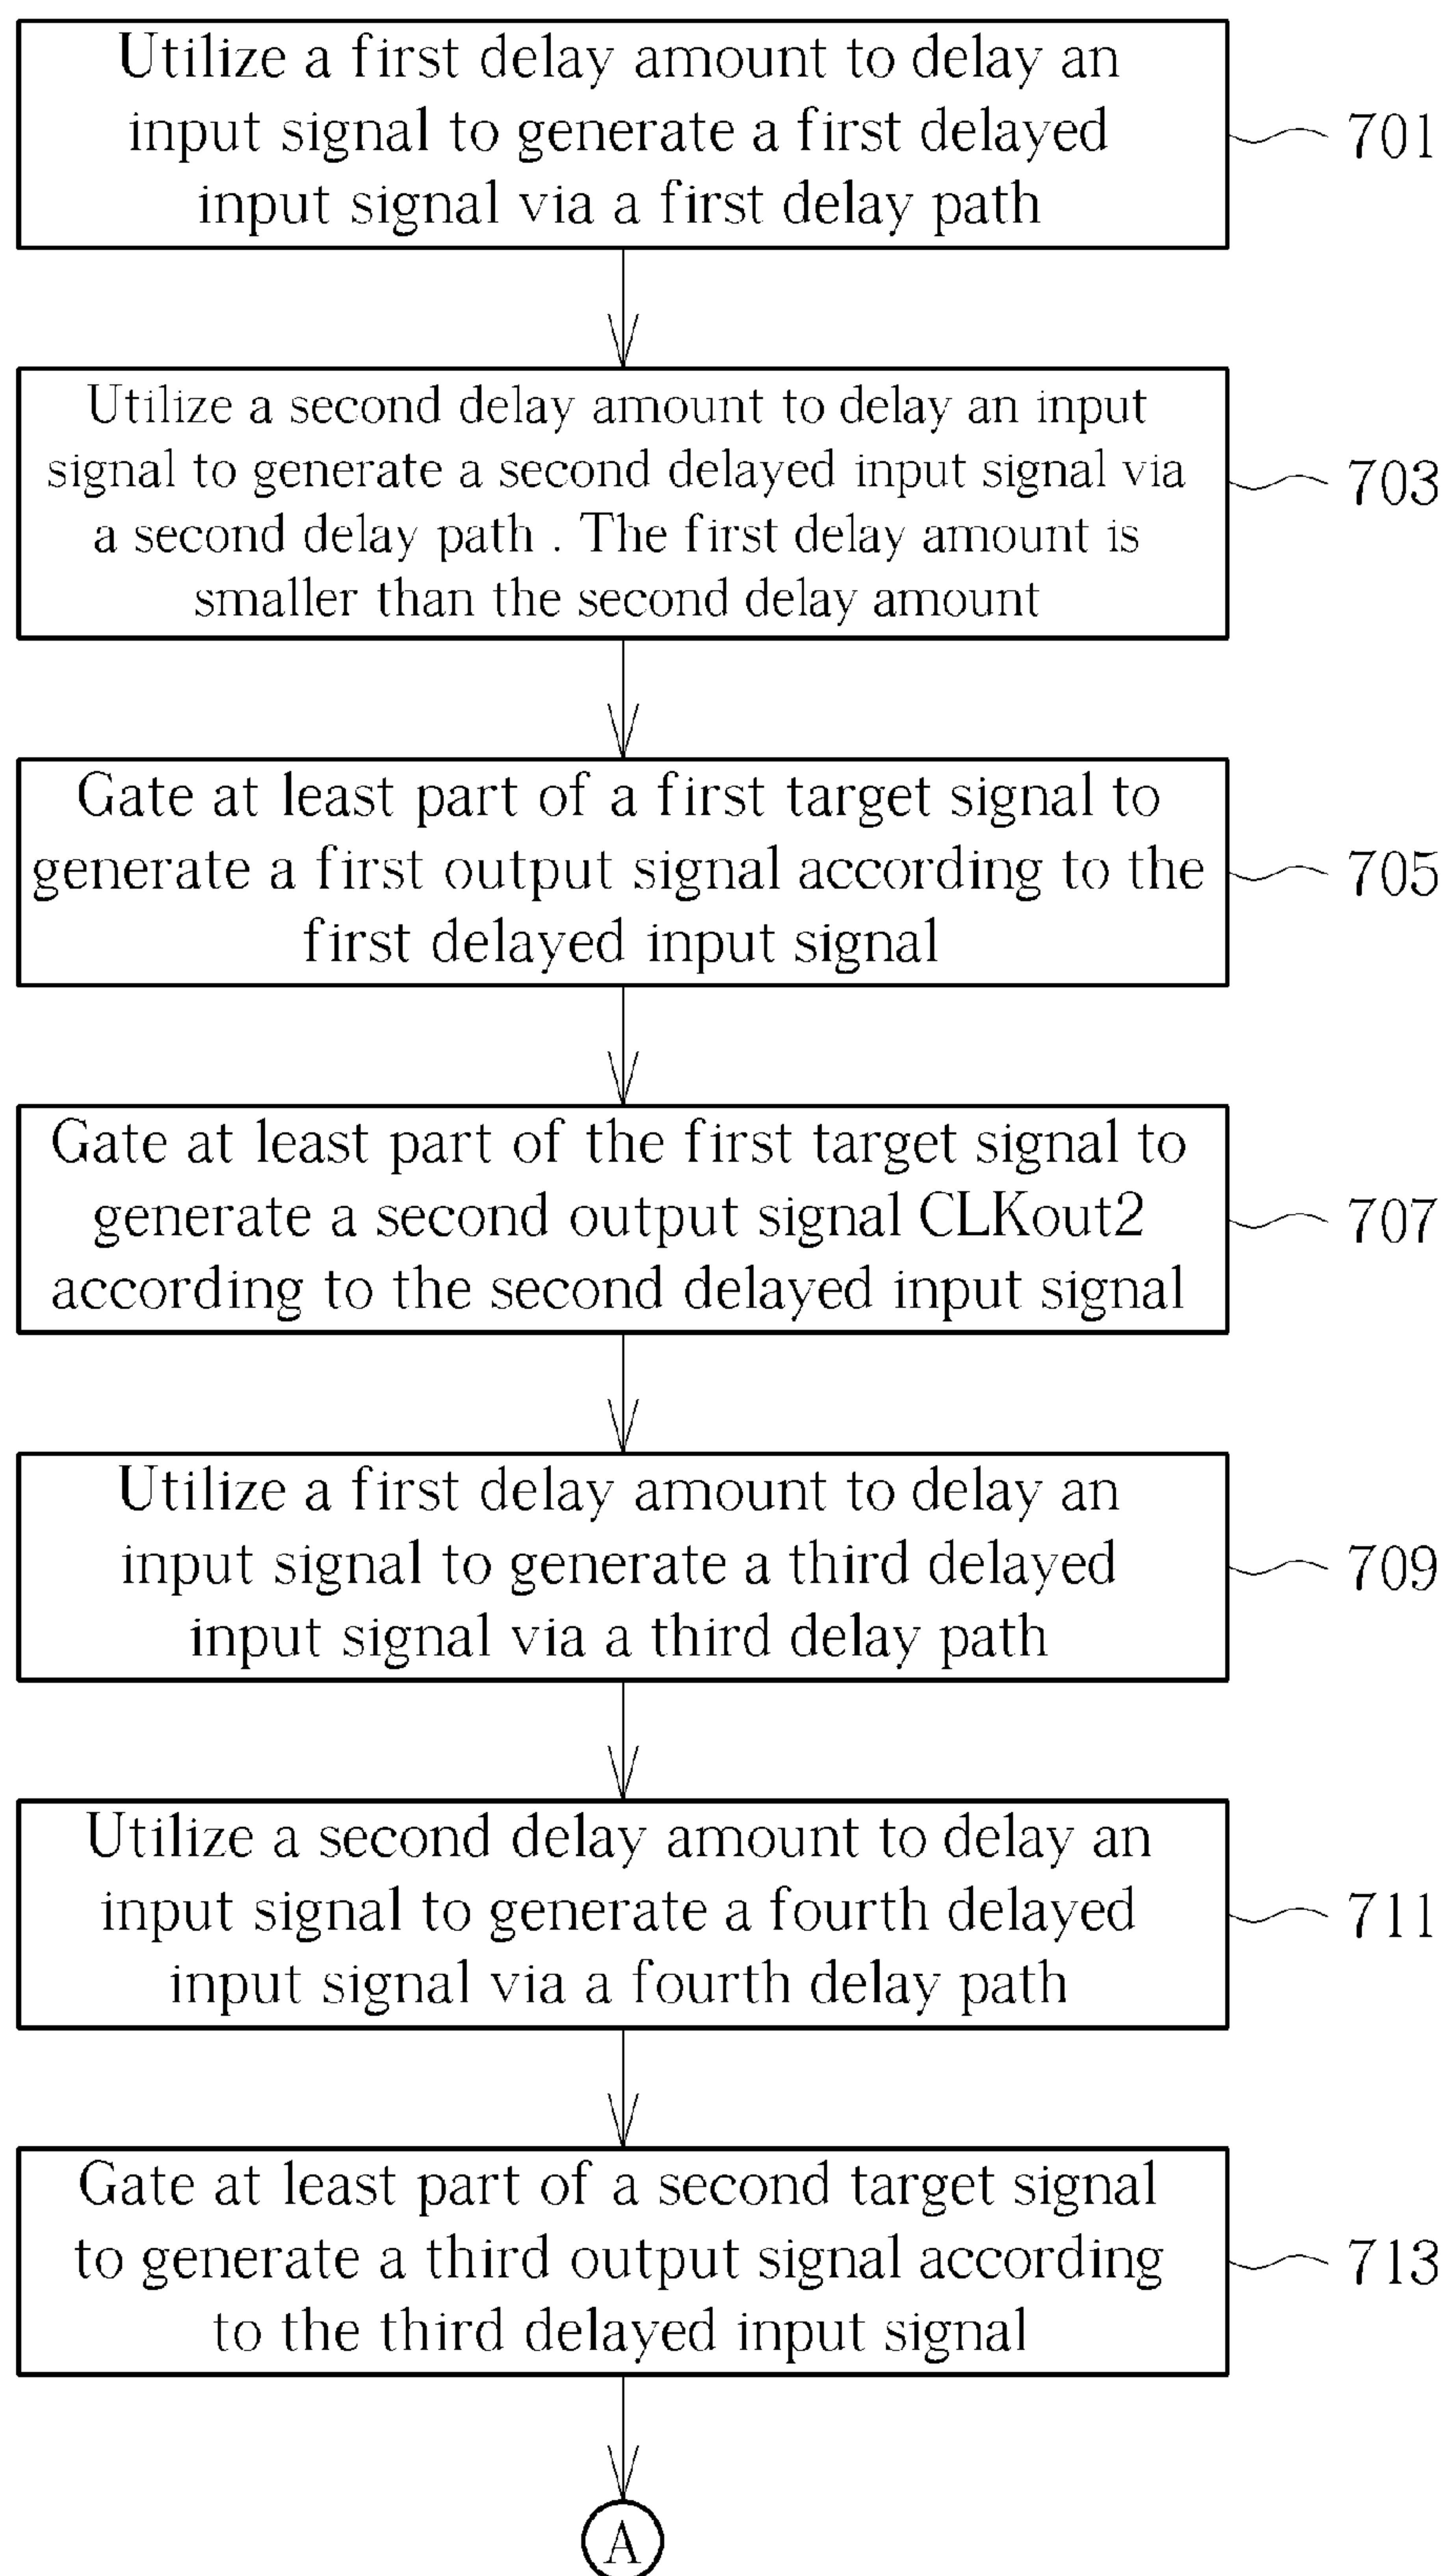 Utilize a first delay amount to delay an
input signal to generate a first delayed
input signal via a first delay path
701
Utilize a second delay amount to delay an input
signal to generate a second delayed input signal via
a second delay path . The first delay amount is
smaller than the second delay amount
703
Gate at least part of a first target signal to
generate a first output signal according to the
first delayed input signal
705
Gate at least part of the first target signal to
generate a second output signal CLKout2
according to the second delayed input signal
707
Utilize a first delay amount to delay an
input signal to generate a third delayed
input signal via a third delay path
709
Utilize a second delay amount to delay an
input signal to generate a fourth delayed
input signal via a fourth delay path
711
Gate at least part of a second target signal
to generate a third output signal according
to the third delayed input signal
713
A